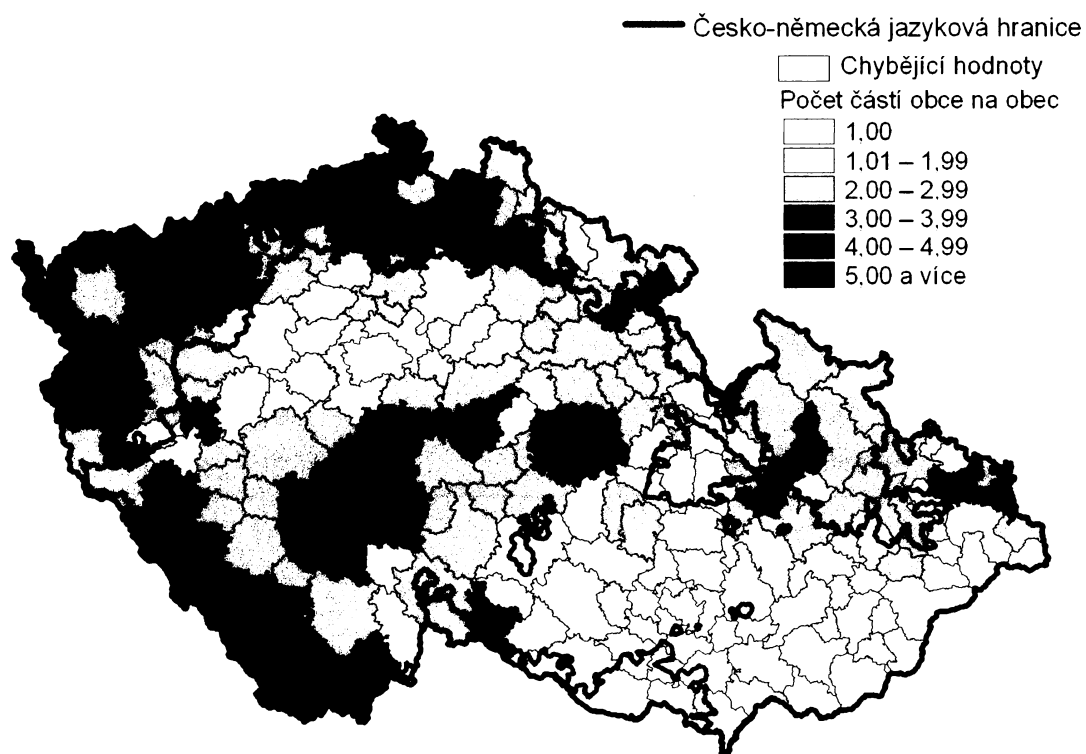 Česko-německá jazyková hranice
Chybějící hodnoty
Počet částí obce na obec
1,00
1,01 – 1,99
2,00 – 2,99
3,00 – 3,99
4,00 – 4,99
5,00 a více